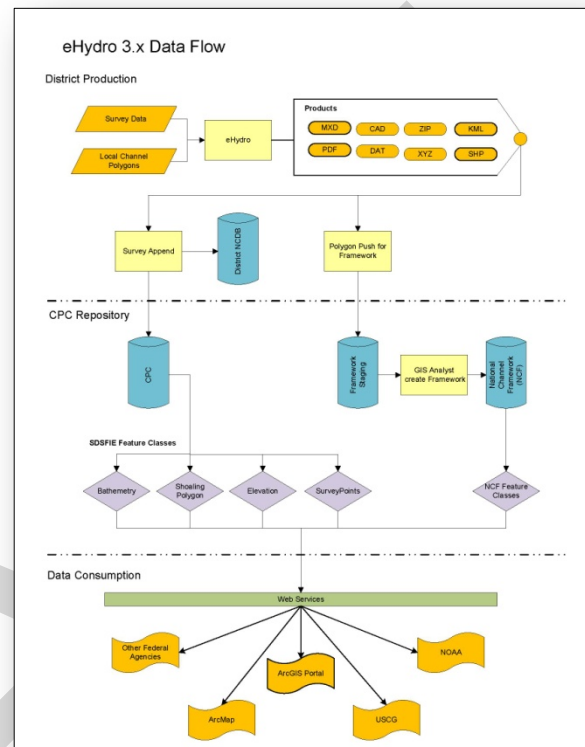 eHydro 3.x Data Flow
District Production
Survey Data
Local Channel
Polygons
eHydro
Products
MXD
CAD
ZIP
KML
PDF
DAT
XYZ
SHP
Survey Append
District NCDB
Polygon Push for
Framework
CPC Repository
CPC
Framework
Staging
GIS Analyst
create Framework
National
Channel
Framework
(NCF)
SDSFIE Feature Classes
Bathemetry
Shoaling
Polygon
Elevation
SurveyPoints
NCF Feature
Classes
Data Consumption
Web Services
Other Federal
Agencies
ArcGIS Portal
NOAA
ArcMap
USCG